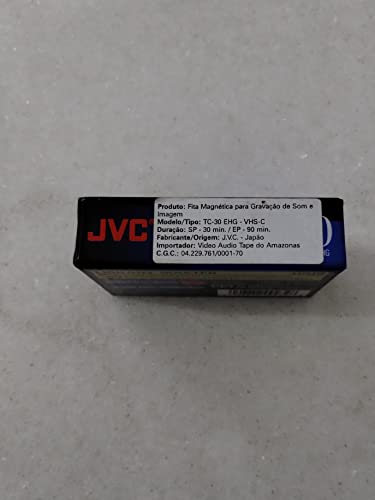 Produto: Fita Magnética para Gravação de Som e
Imagem
Modelo/Tipo: TC-30 EHG - VHS-C
Duração: SP - 30 min. / EP - 90 min.
Fabricante/Origem: J.V.C. - Japão
Importador: Video Audio Tape do Amazonas
C.G.C.: 04.229.761/0001-70
JVC